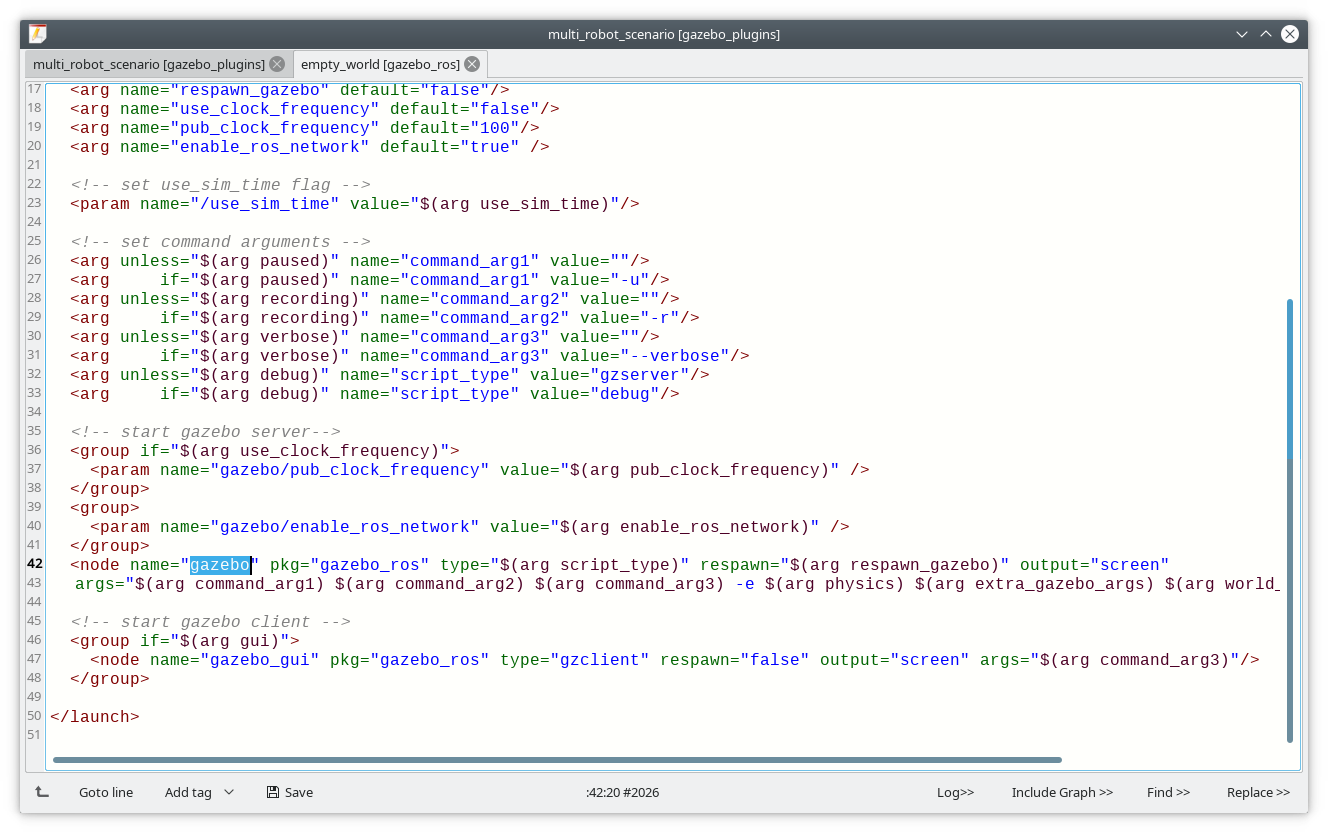 multi_robot_scenario [gazebo_plugins]
multi_robot_scenario [gazebo_plugins] empty_world [gazebo_ros]
17 <arg name="respawn_gazebo" default="false"/>
18 <arg name="use_clock_frequency" default="false"/>
19 <arg name="pub_clock_frequency" default="100"/>
20 <arg name="enable_ros_network" default="true" />
21
22 <!-- set use_sim_time flag -->
23 <param name="/use_sim_time" value="$(arg use_sim_time)"/>
24
25 <!-- set command arguments -->
26 <arg unless="$(arg paused)" name="command_arg1" value=""/>
27 <arg     if="$(arg paused)" name="command_arg1" value="-u"/>
28 <arg unless="$(arg recording)" name="command_arg2" value=""/>
29 <arg     if="$(arg recording)" name="command_arg2" value="-r"/>
30 <arg unless="$(arg verbose)" name="command_arg3" value=""/>
31 <arg     if="$(arg verbose)" name="command_arg3" value="--verbose"/>
32 <arg unless="$(arg debug)" name="script_type" value="gzserver"/>
33 <arg     if="$(arg debug)" name="script_type" value="debug"/>
34
35 <!-- start gazebo server-->
36 <group if="$(arg use_clock_frequency)">
37 <param name="gazebo/pub_clock_frequency" value="$(arg pub_clock_frequency)" />
38 </group>
39 <group>
40 <param name="gazebo/enable_ros_network" value="$(arg enable_ros_network)" />
41 </group>
42 <node name="gazebo" pkg="gazebo_ros" type="$(arg script_type)" respawn="$(arg respawn_gazebo)" output="screen"
43 args="$(arg command_arg1) $(arg command_arg2) $(arg command_arg3) -e $(arg physics) $(arg extra_gazebo_args) $(arg world_
44
45 <!-- start gazebo client -->
46 <group if="$(arg gui)">
47 <node name="gazebo_gui" pkg="gazebo_ros" type="gzclient" respawn="false" output="screen" args="$(arg command_arg3)"/>
48 </group>
49
50 </launch>
51
Goto line Add tag Save :42:20 #2026 Log>> Include Graph >> Find >> Replace >>